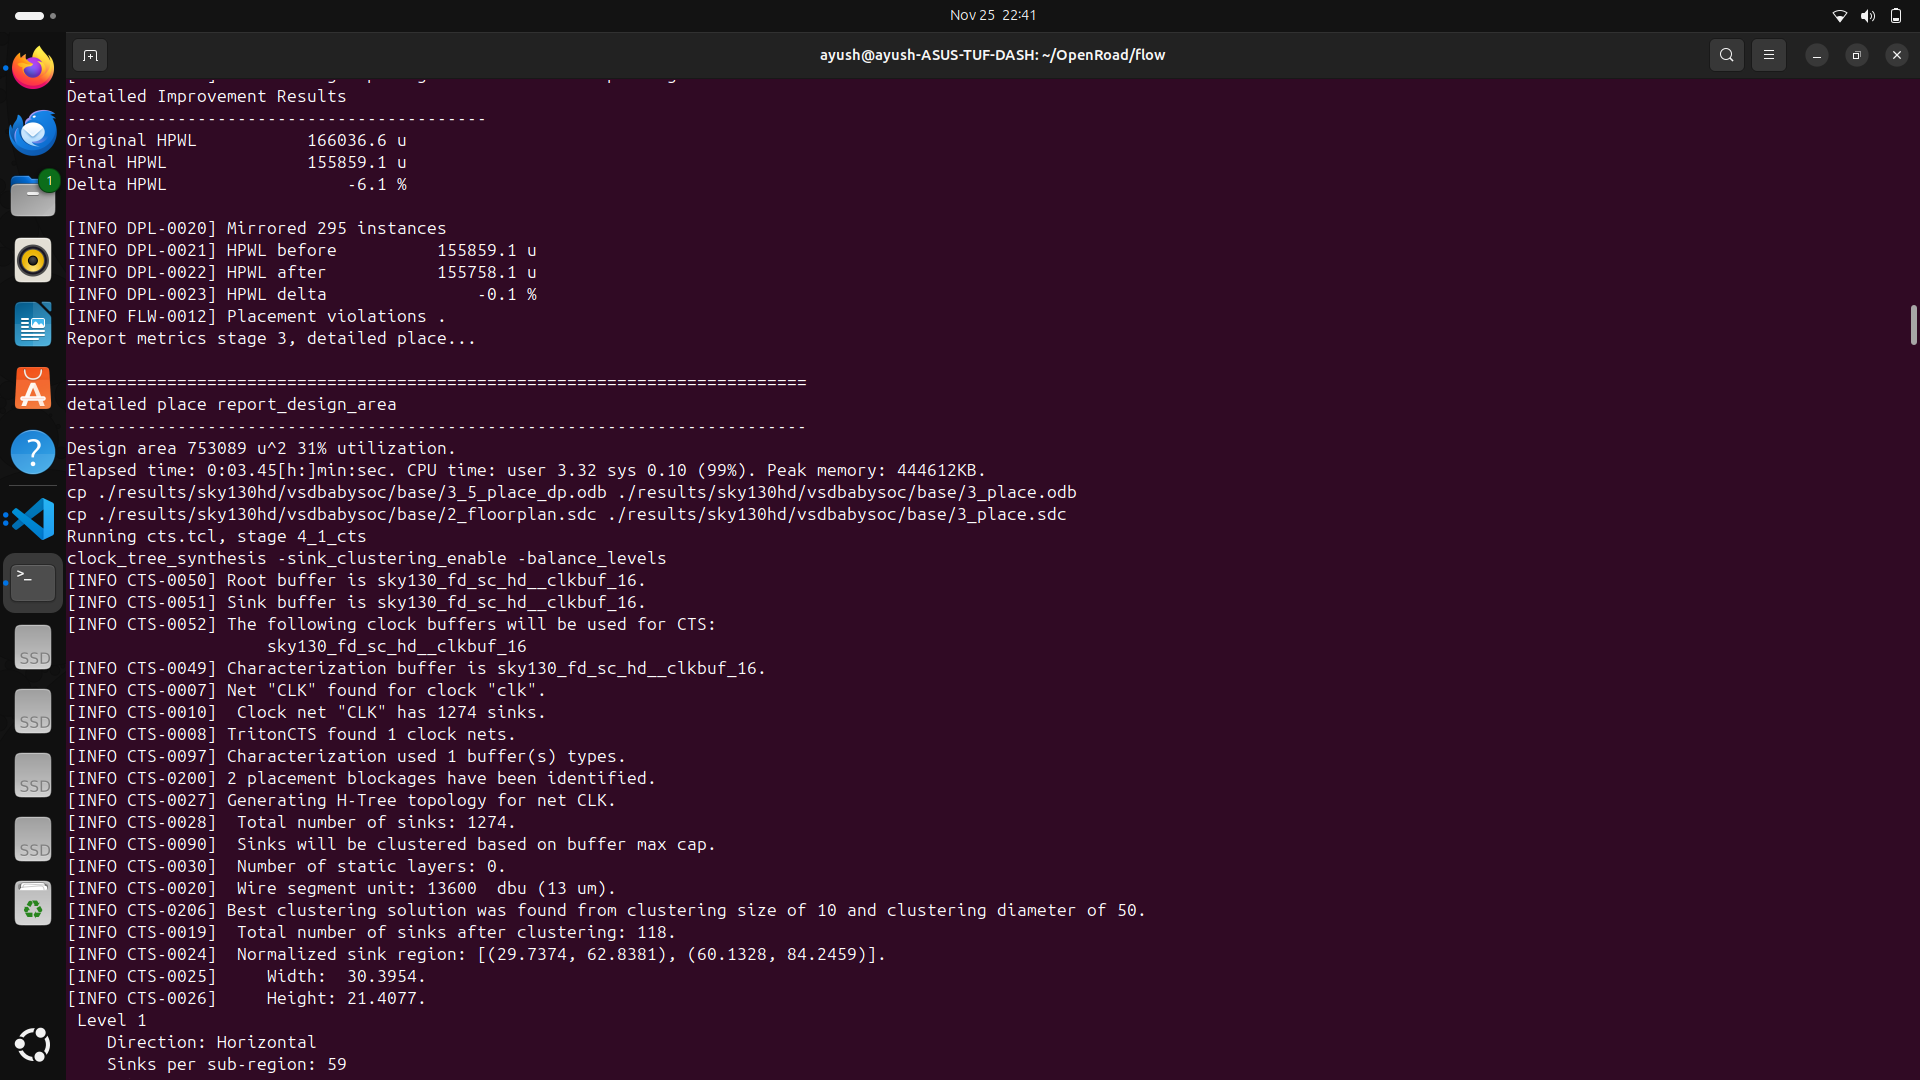 Nov 25 22:41
ayush@ayush-ASUS-TUF-DASH: ~/OpenRoad/flow
Detailed Improvement Results
------------------------------------------
Original HPWL           166036.6 u
Final HPWL              155859.1 u
Delta HPWL                  -6.1 %
[INFO DPL-0020] Mirrored 295 instances
[INFO DPL-0021] HPWL before          155859.1 u
[INFO DPL-0022] HPWL after           155758.1 u
[INFO DPL-0023] HPWL delta               -0.1 %
[INFO FLW-0012] Placement violations .
Report metrics stage 3, detailed place...
==========================================================================
detailed place report_design_area
--------------------------------------------------------------------------
Design area 753089 u^2 31% utilization.
Elapsed time: 0:03.45[h:]min:sec. CPU time: user 3.32 sys 0.10 (99%). Peak memory: 444612KB.
cp ./results/sky130hd/vsdbabysoc/base/3_5_place_dp.odb ./results/sky130hd/vsdbabysoc/base/3_place.odb
cp ./results/sky130hd/vsdbabysoc/base/2_floorplan.sdc ./results/sky130hd/vsdbabysoc/base/3_place.sdc
Running cts.tcl, stage 4_1_cts
clock_tree_synthesis -sink_clustering_enable -balance_levels
[INFO CTS-0050] Root buffer is sky130_fd_sc_hd__clkbuf_16.
[INFO CTS-0051] Sink buffer is sky130_fd_sc_hd__clkbuf_16.
[INFO CTS-0052] The following clock buffers will be used for CTS:
                    sky130_fd_sc_hd__clkbuf_16
[INFO CTS-0049] Characterization buffer is sky130_fd_sc_hd__clkbuf_16.
[INFO CTS-0007] Net "CLK" found for clock "clk".
[INFO CTS-0010]  Clock net "CLK" has 1274 sinks.
[INFO CTS-0008] TritonCTS found 1 clock nets.
[INFO CTS-0097] Characterization used 1 buffer(s) types.
[INFO CTS-0200] 2 placement blockages have been identified.
[INFO CTS-0027] Generating H-Tree topology for net CLK.
[INFO CTS-0028]  Total number of sinks: 1274.
[INFO CTS-0090]  Sinks will be clustered based on buffer max cap.
[INFO CTS-0030]  Number of static layers: 0.
[INFO CTS-0020]  Wire segment unit: 13600  dbu (13 um).
[INFO CTS-0206] Best clustering solution was found from clustering size of 10 and clustering diameter of 50.
[INFO CTS-0019]  Total number of sinks after clustering: 118.
[INFO CTS-0024]  Normalized sink region: [(29.7374, 62.8381), (60.1328, 84.2459)].
[INFO CTS-0025]     Width:  30.3954.
[INFO CTS-0026]     Height: 21.4077.
 Level 1
    Direction: Horizontal
    Sinks per sub-region: 59
1
SSD
SSD
SSD
SSD